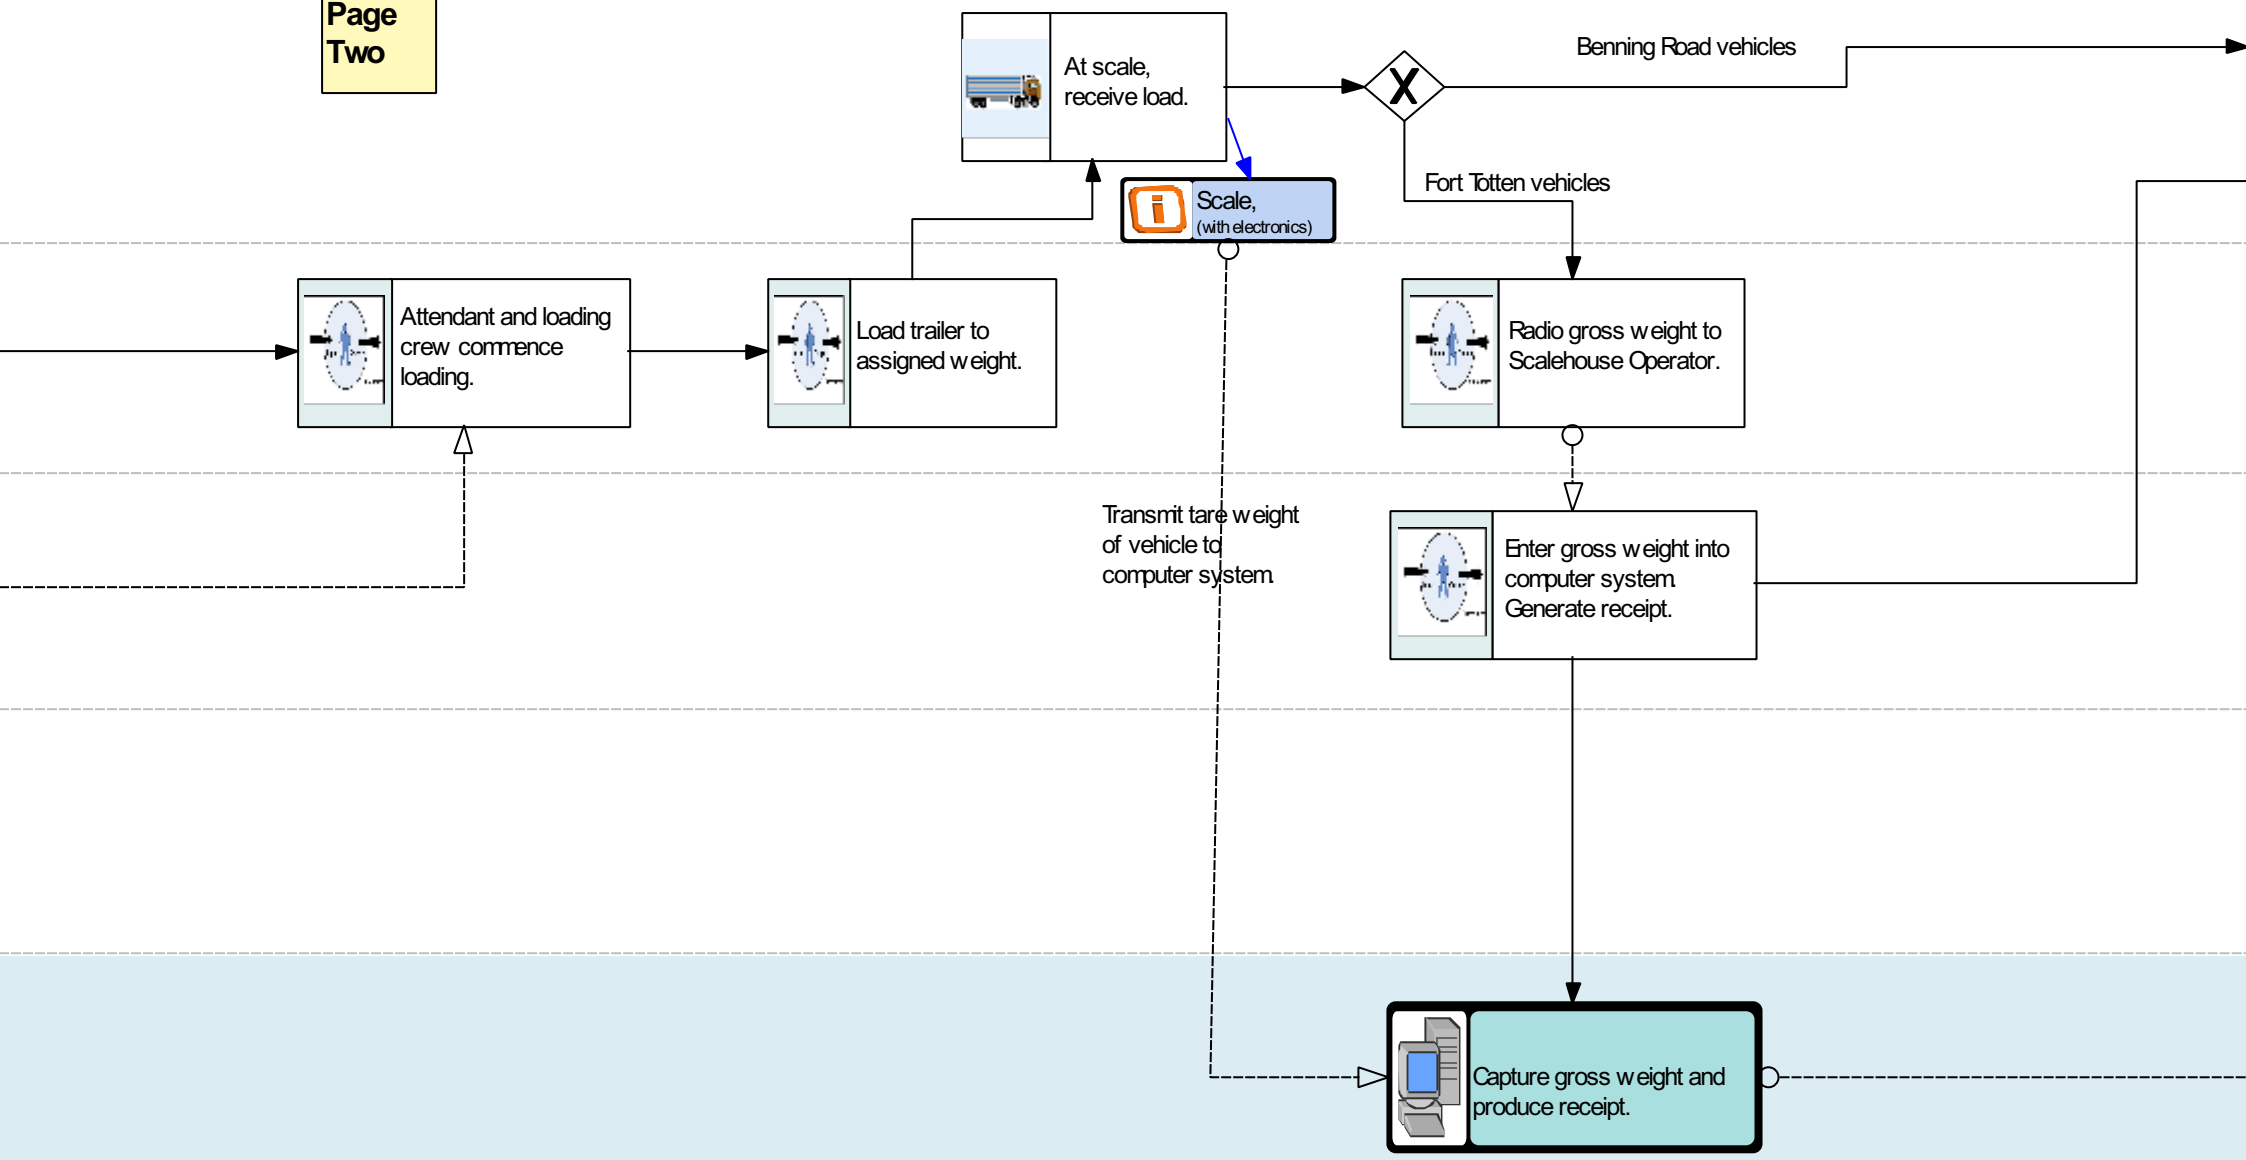 Page
Two
At scale,
receive load.
Benning Road vehicles
Fort Totten vehicles
Scale,
(with electronics)
Attendant and loading
crew commence
loading.
Load trailer to
assigned weight.
Radio gross weight to
Scalehouse Operator.
Transmit tare weight
of vehicle to
computer system.
Enter gross weight into
computer system.
Generate receipt.
Capture gross weight and
produce receipt.